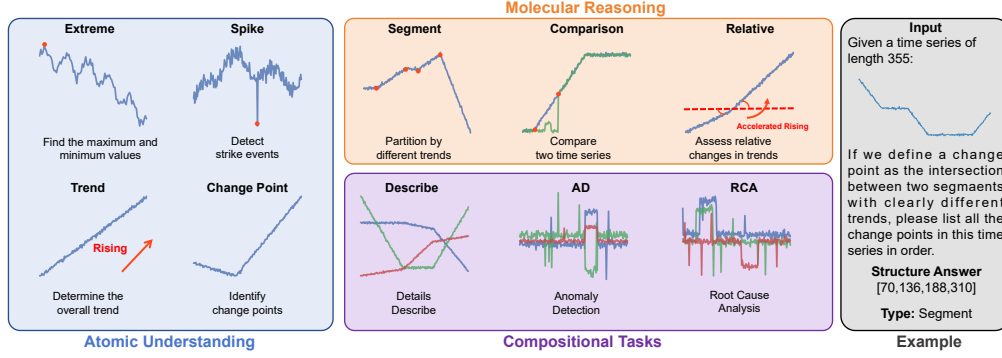 Molecular Reasoning
Extreme
Find the maximum and
minimum values
Spike
Detect
strike events
Trend
Rising
Determine the
overall trend
Change Point
Identify
change points
Atomic Understanding
Segment
Partition by
different trends
Comparison
Compare
two time series
Relative
Accelerated Rising
Assess relative
changes in trends
Describe
Details
Describe
AD
Anomaly
Detection
RCA
Root Cause
Analysis
Compositional Tasks
Input
Given a time series of
length 355:
If we define a change
point as the intersection
between two segmaents
with clearly different
trends, please list all the
change points in this time
series in order.
Structure Answer
[70,136,188,310]
Type: Segment
Example